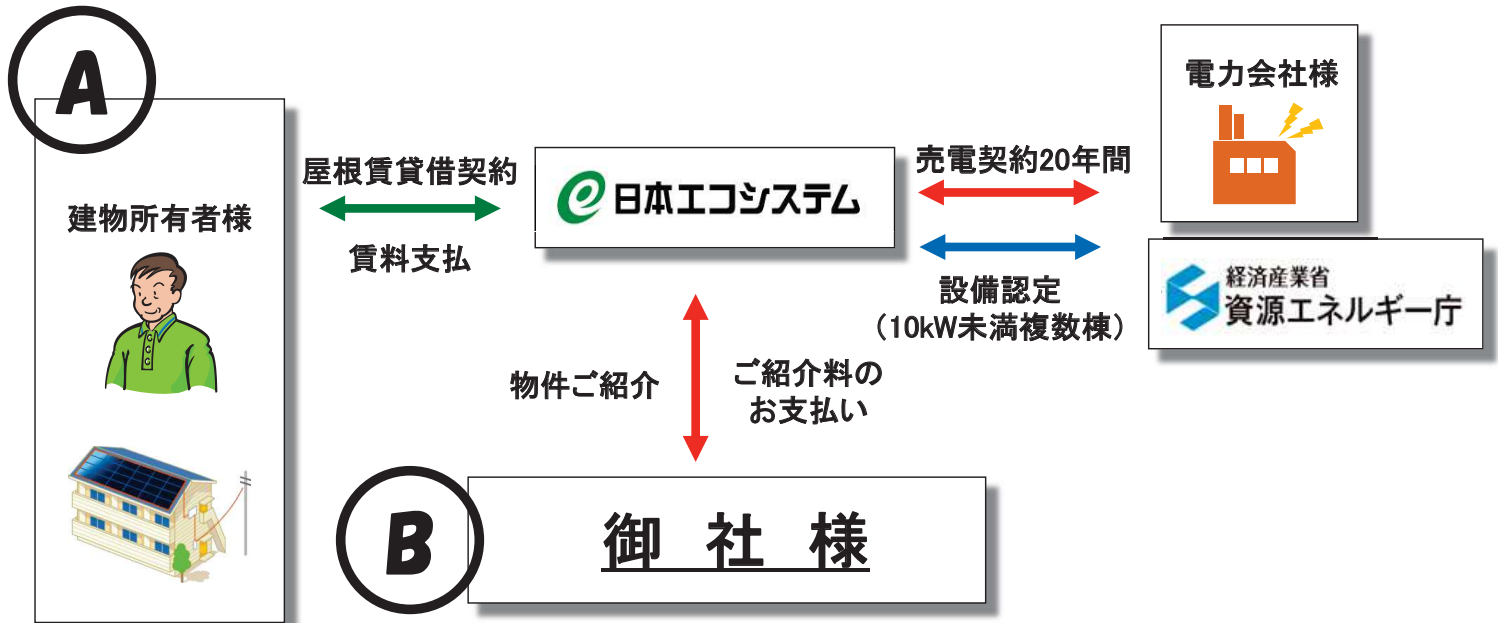 A
建物所有者様
屋根賃貸借契約
賃料支払
日本エコシステム
売電契約20年間
設備認定
（10kW未満複数棟）
電力会社様
経済産業省
資源エネルギー庁
物件ご紹介
ご紹介料の
お支払い
B
御社様